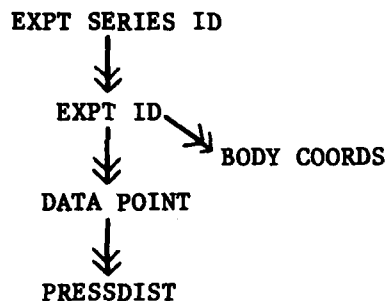 EXPT SERIES ID
EXPT ID
BODY COORDS
DATA POINT
PRESSDIST